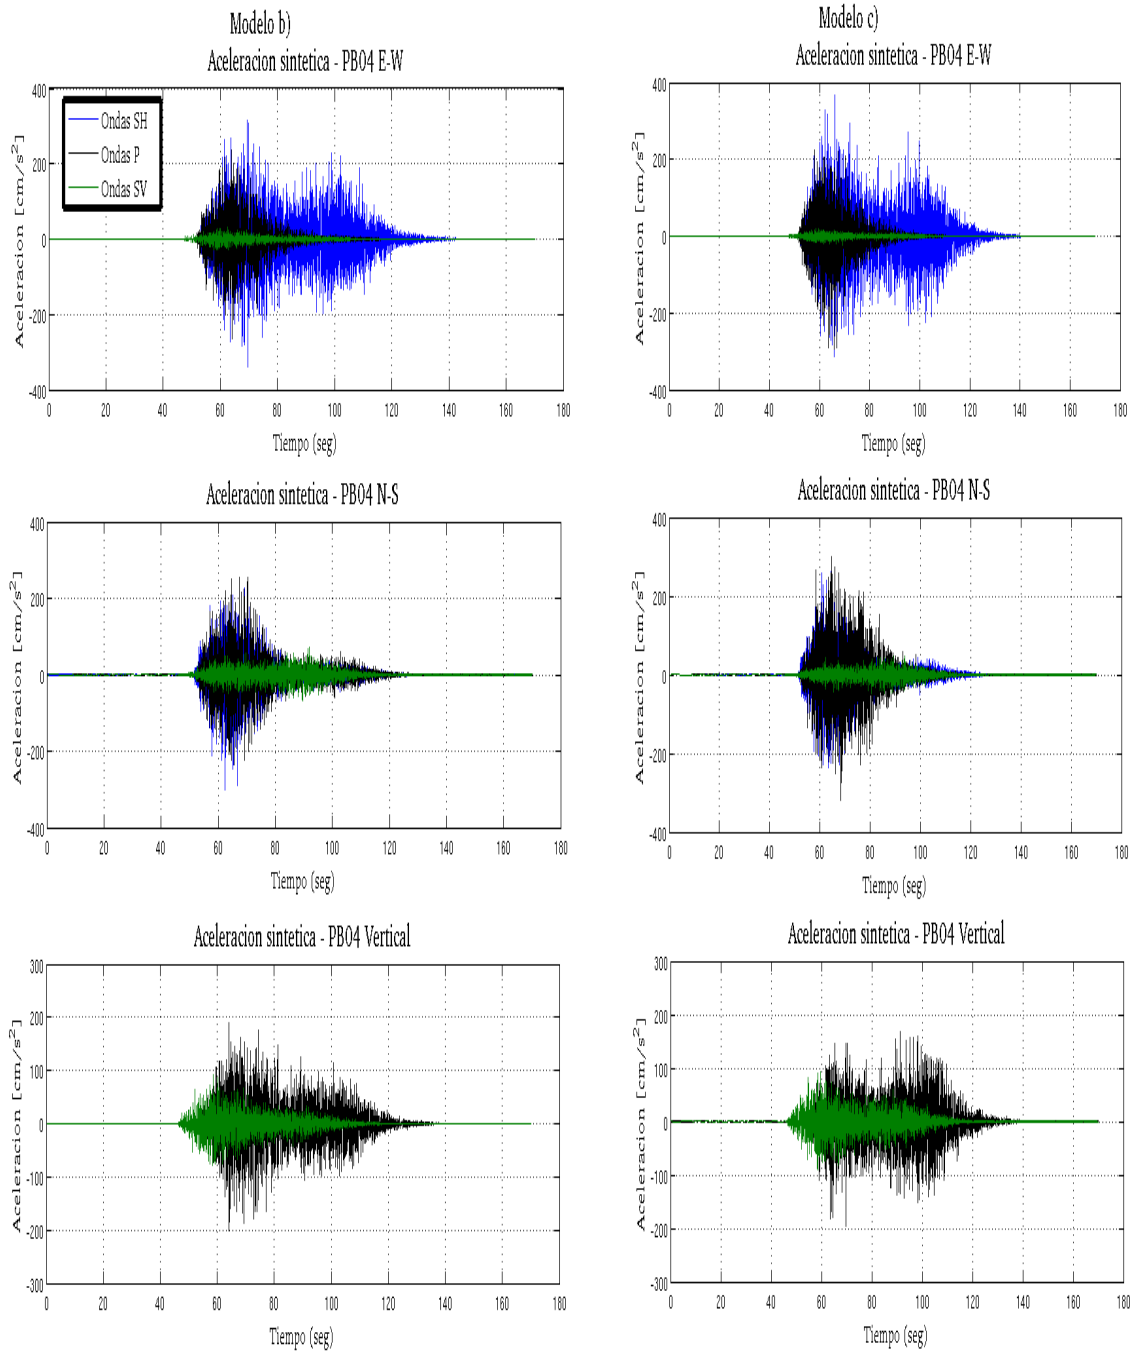 Modelo b)
Aceleracion sintetica - PB04 E-W
400
200
0
-200
-400
Aceleracion [cm/s²]
Ondas SH
Ondas P
Ondas SV
0 20 40 60 80 100 120 140 160 180
Tiempo (seg)
Modelo c)
Aceleracion sintetica - PB04 E-W
400
200
0
-200
-400
Aceleracion [cm/s²]
0 20 40 60 80 100 120 140 160 180
Tiempo (seg)
Aceleracion sintetica - PB04 N-S
400
200
0
-200
-400
Aceleracion [cm/s²]
0 20 40 60 80 100 120 140 160 180
Tiempo (seg)
Aceleracion sintetica - PB04 N-S
400
200
0
-200
-400
Aceleracion [cm/s²]
0 20 40 60 80 100 120 140 160 180
Tiempo (seg)
Aceleracion sintetica - PB04 Vertical
300
200
100
0
-100
-200
-300
Aceleracion [cm/s²]
0 20 40 60 80 100 120 140 160 180
Tiempo (seg)
Aceleracion sintetica - PB04 Vertical
300
200
100
0
-100
-200
-300
Aceleracion [cm/s²]
0 20 40 60 80 100 120 140 160 180
Tiempo (seg)